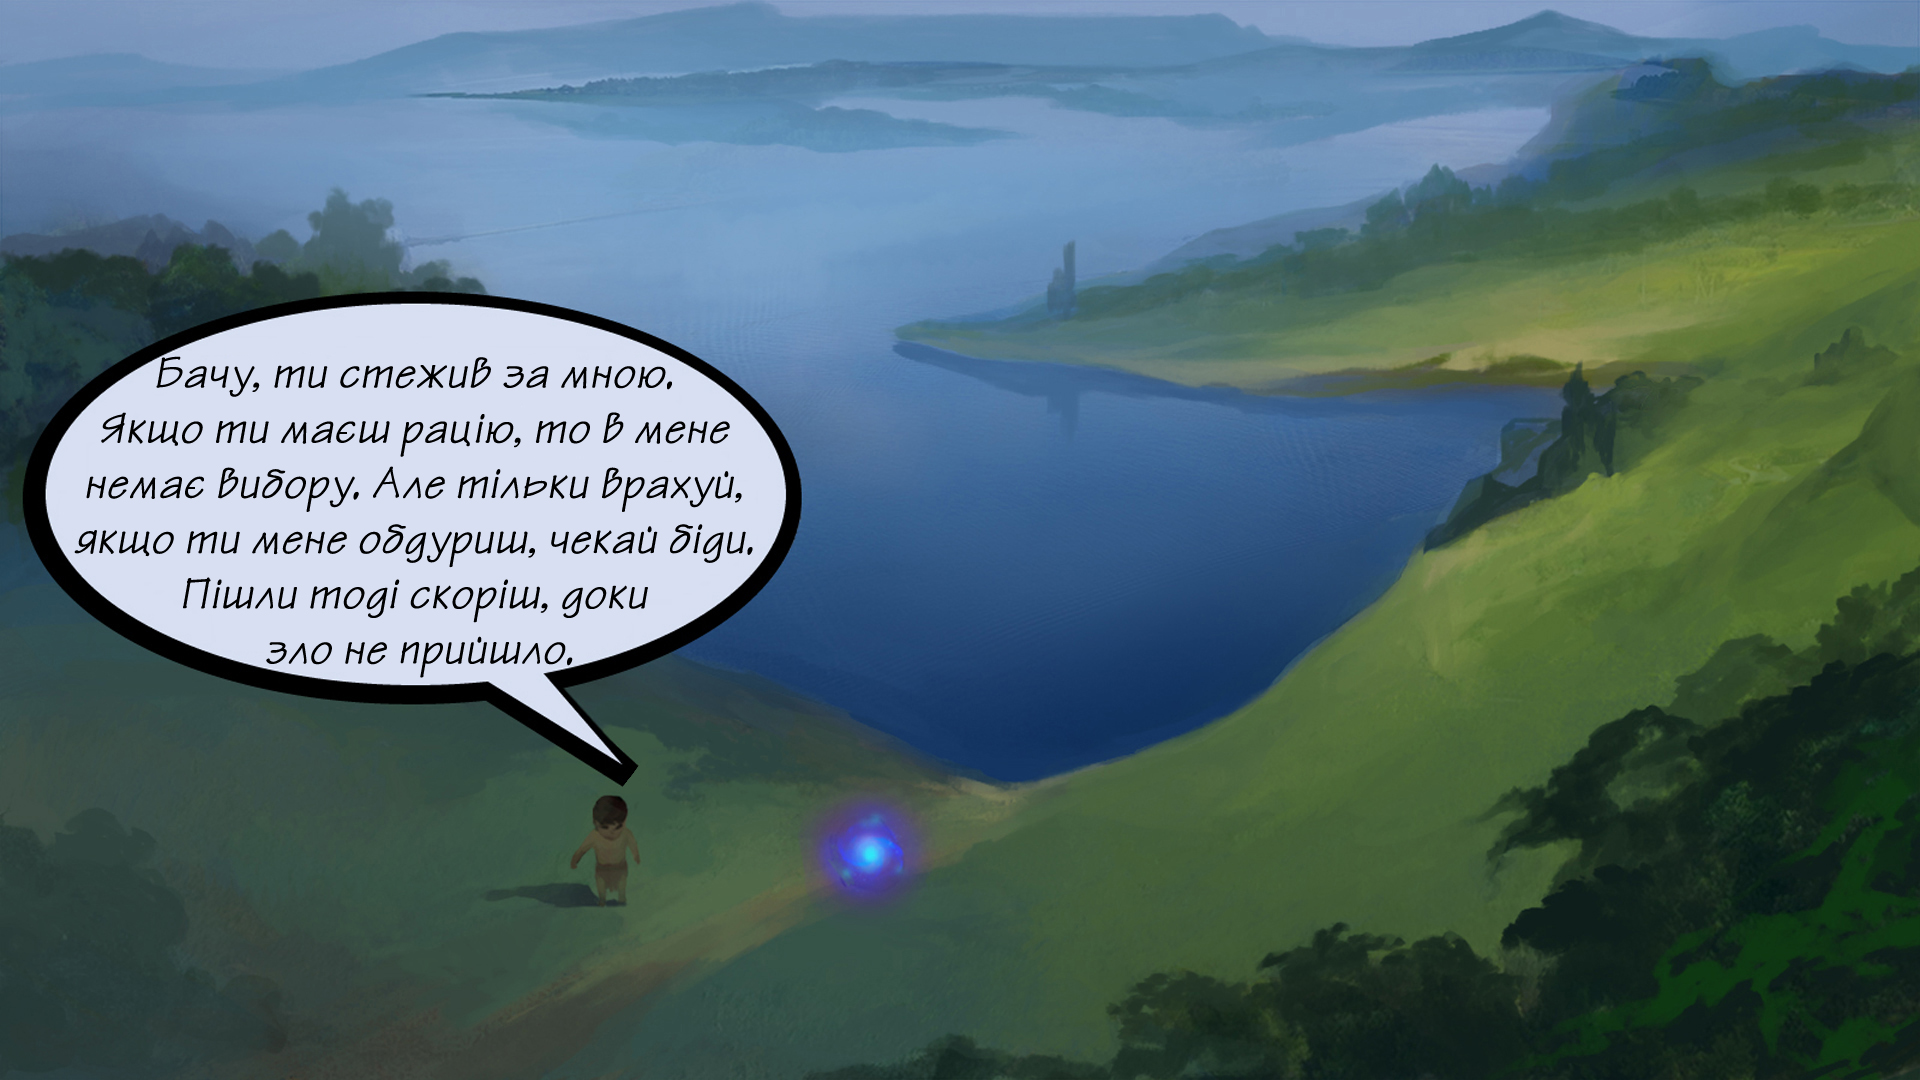 Бачу, ти стежив за мною.
Якщо ти маєш рацію, то в мене
немає вибору. Але тільки врахуй,
якщо ти мене обдуриш, чекай біди.
Пішли тоді скоріш, доки
зло не прийшло.